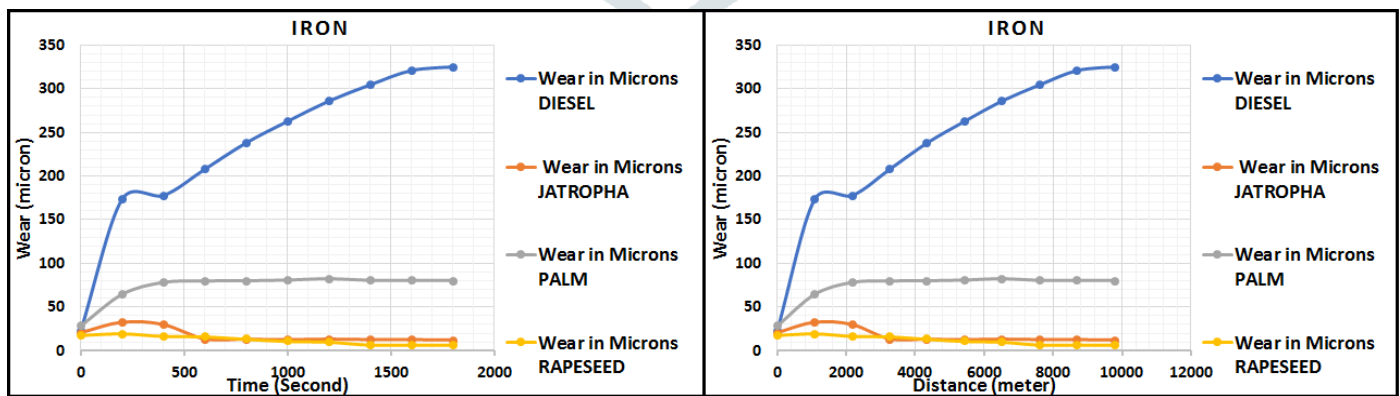 IRON
350
300
250
200
150
100
50
0
Wear (micron)
0 500 1000 1500 2000
Time (Second)
Wear in Microns
DIESEL
Wear in Microns
JATROPHA
Wear in Microns
PALM
Wear in Microns
RAPESEED
IRON
350
300
250
200
150
100
50
0
Wear (micron)
0 2000 4000 6000 8000 10000 12000
Distance (meter)
Wear in Microns
DIESEL
Wear in Microns
JATROPHA
Wear in Microns
PALM
Wear in Microns
RAPESEED